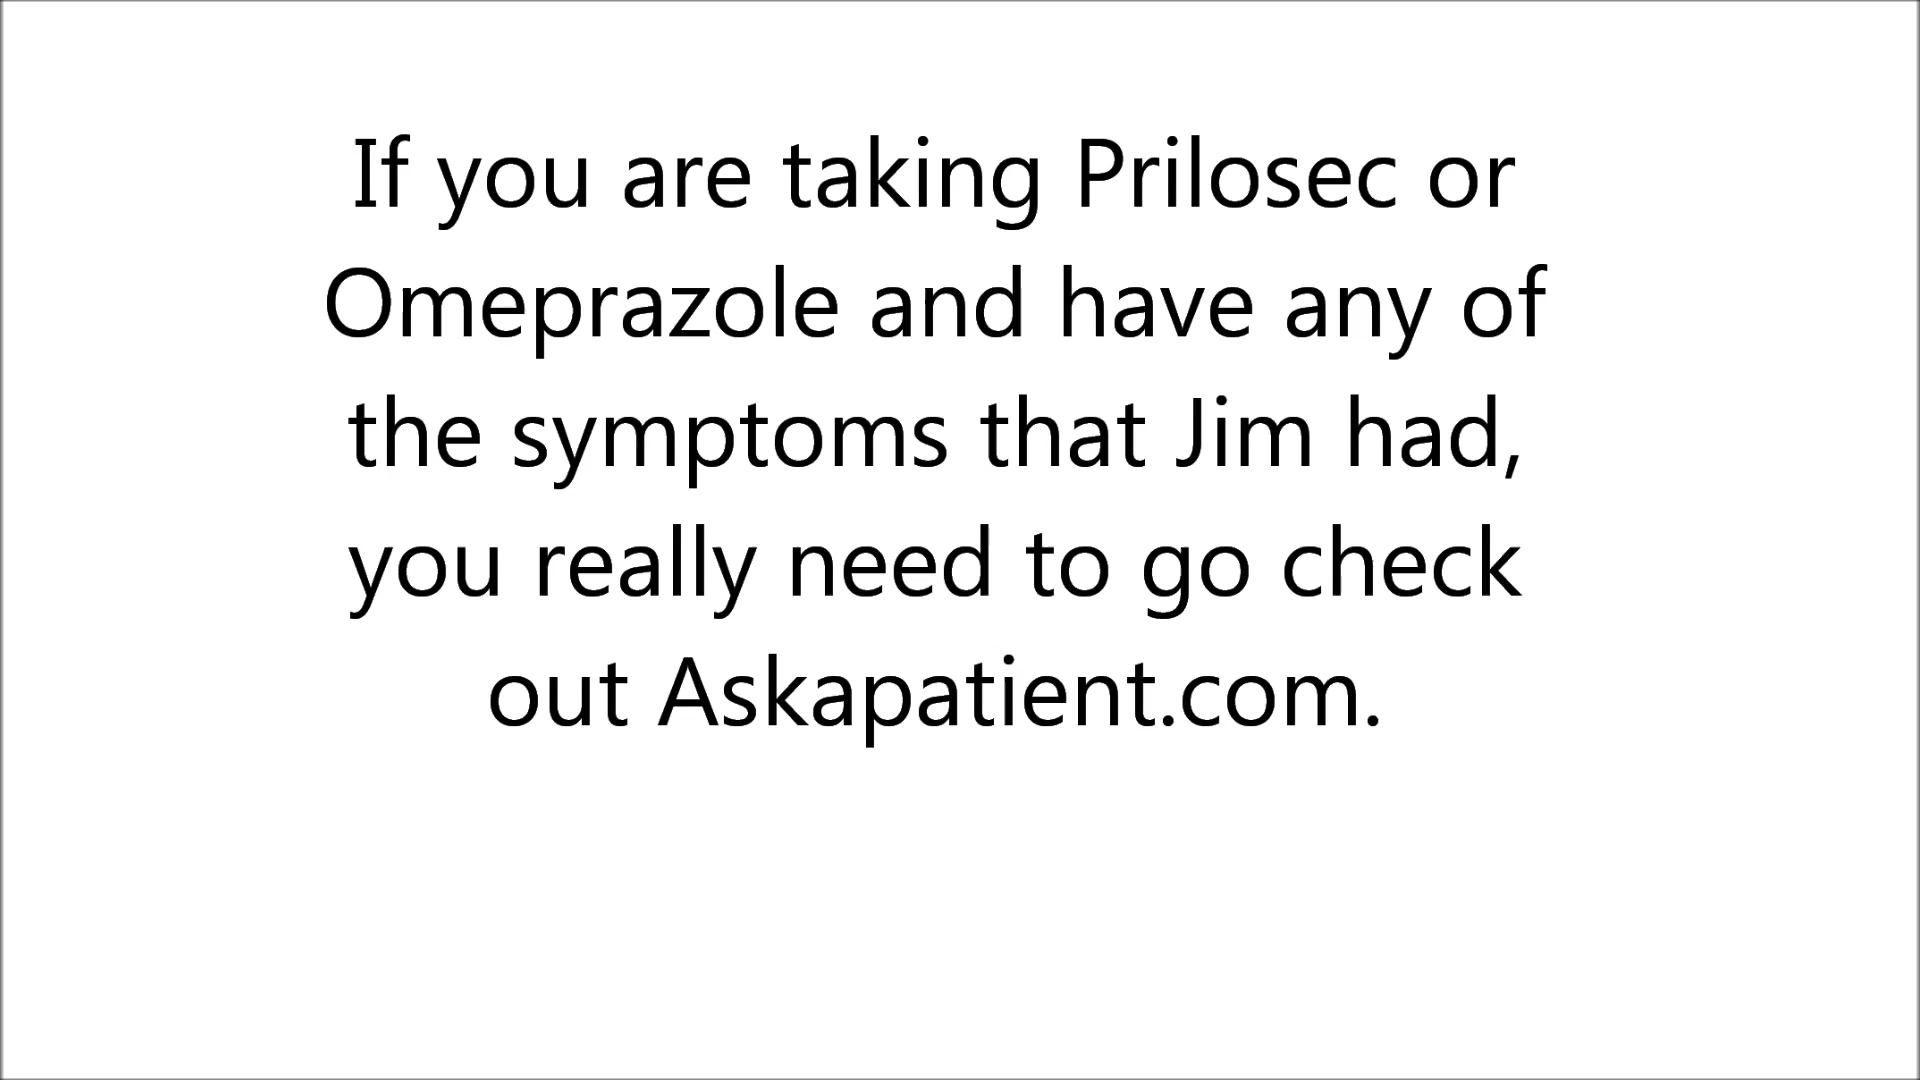 If you are taking Prilosec or
Omeprazole and have any of
the symptoms that Jim had,
you really need to go check
out Askapatient.com.